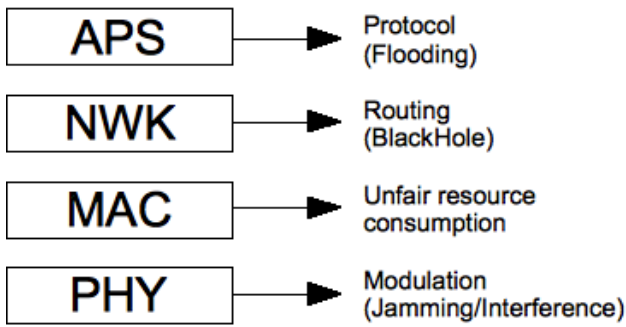 APS
Protocol
(Flooding)
NWK
Routing
(BlackHole)
MAC
Unfair resource
consumption
PHY
Modulation
(Jamming/Interference)